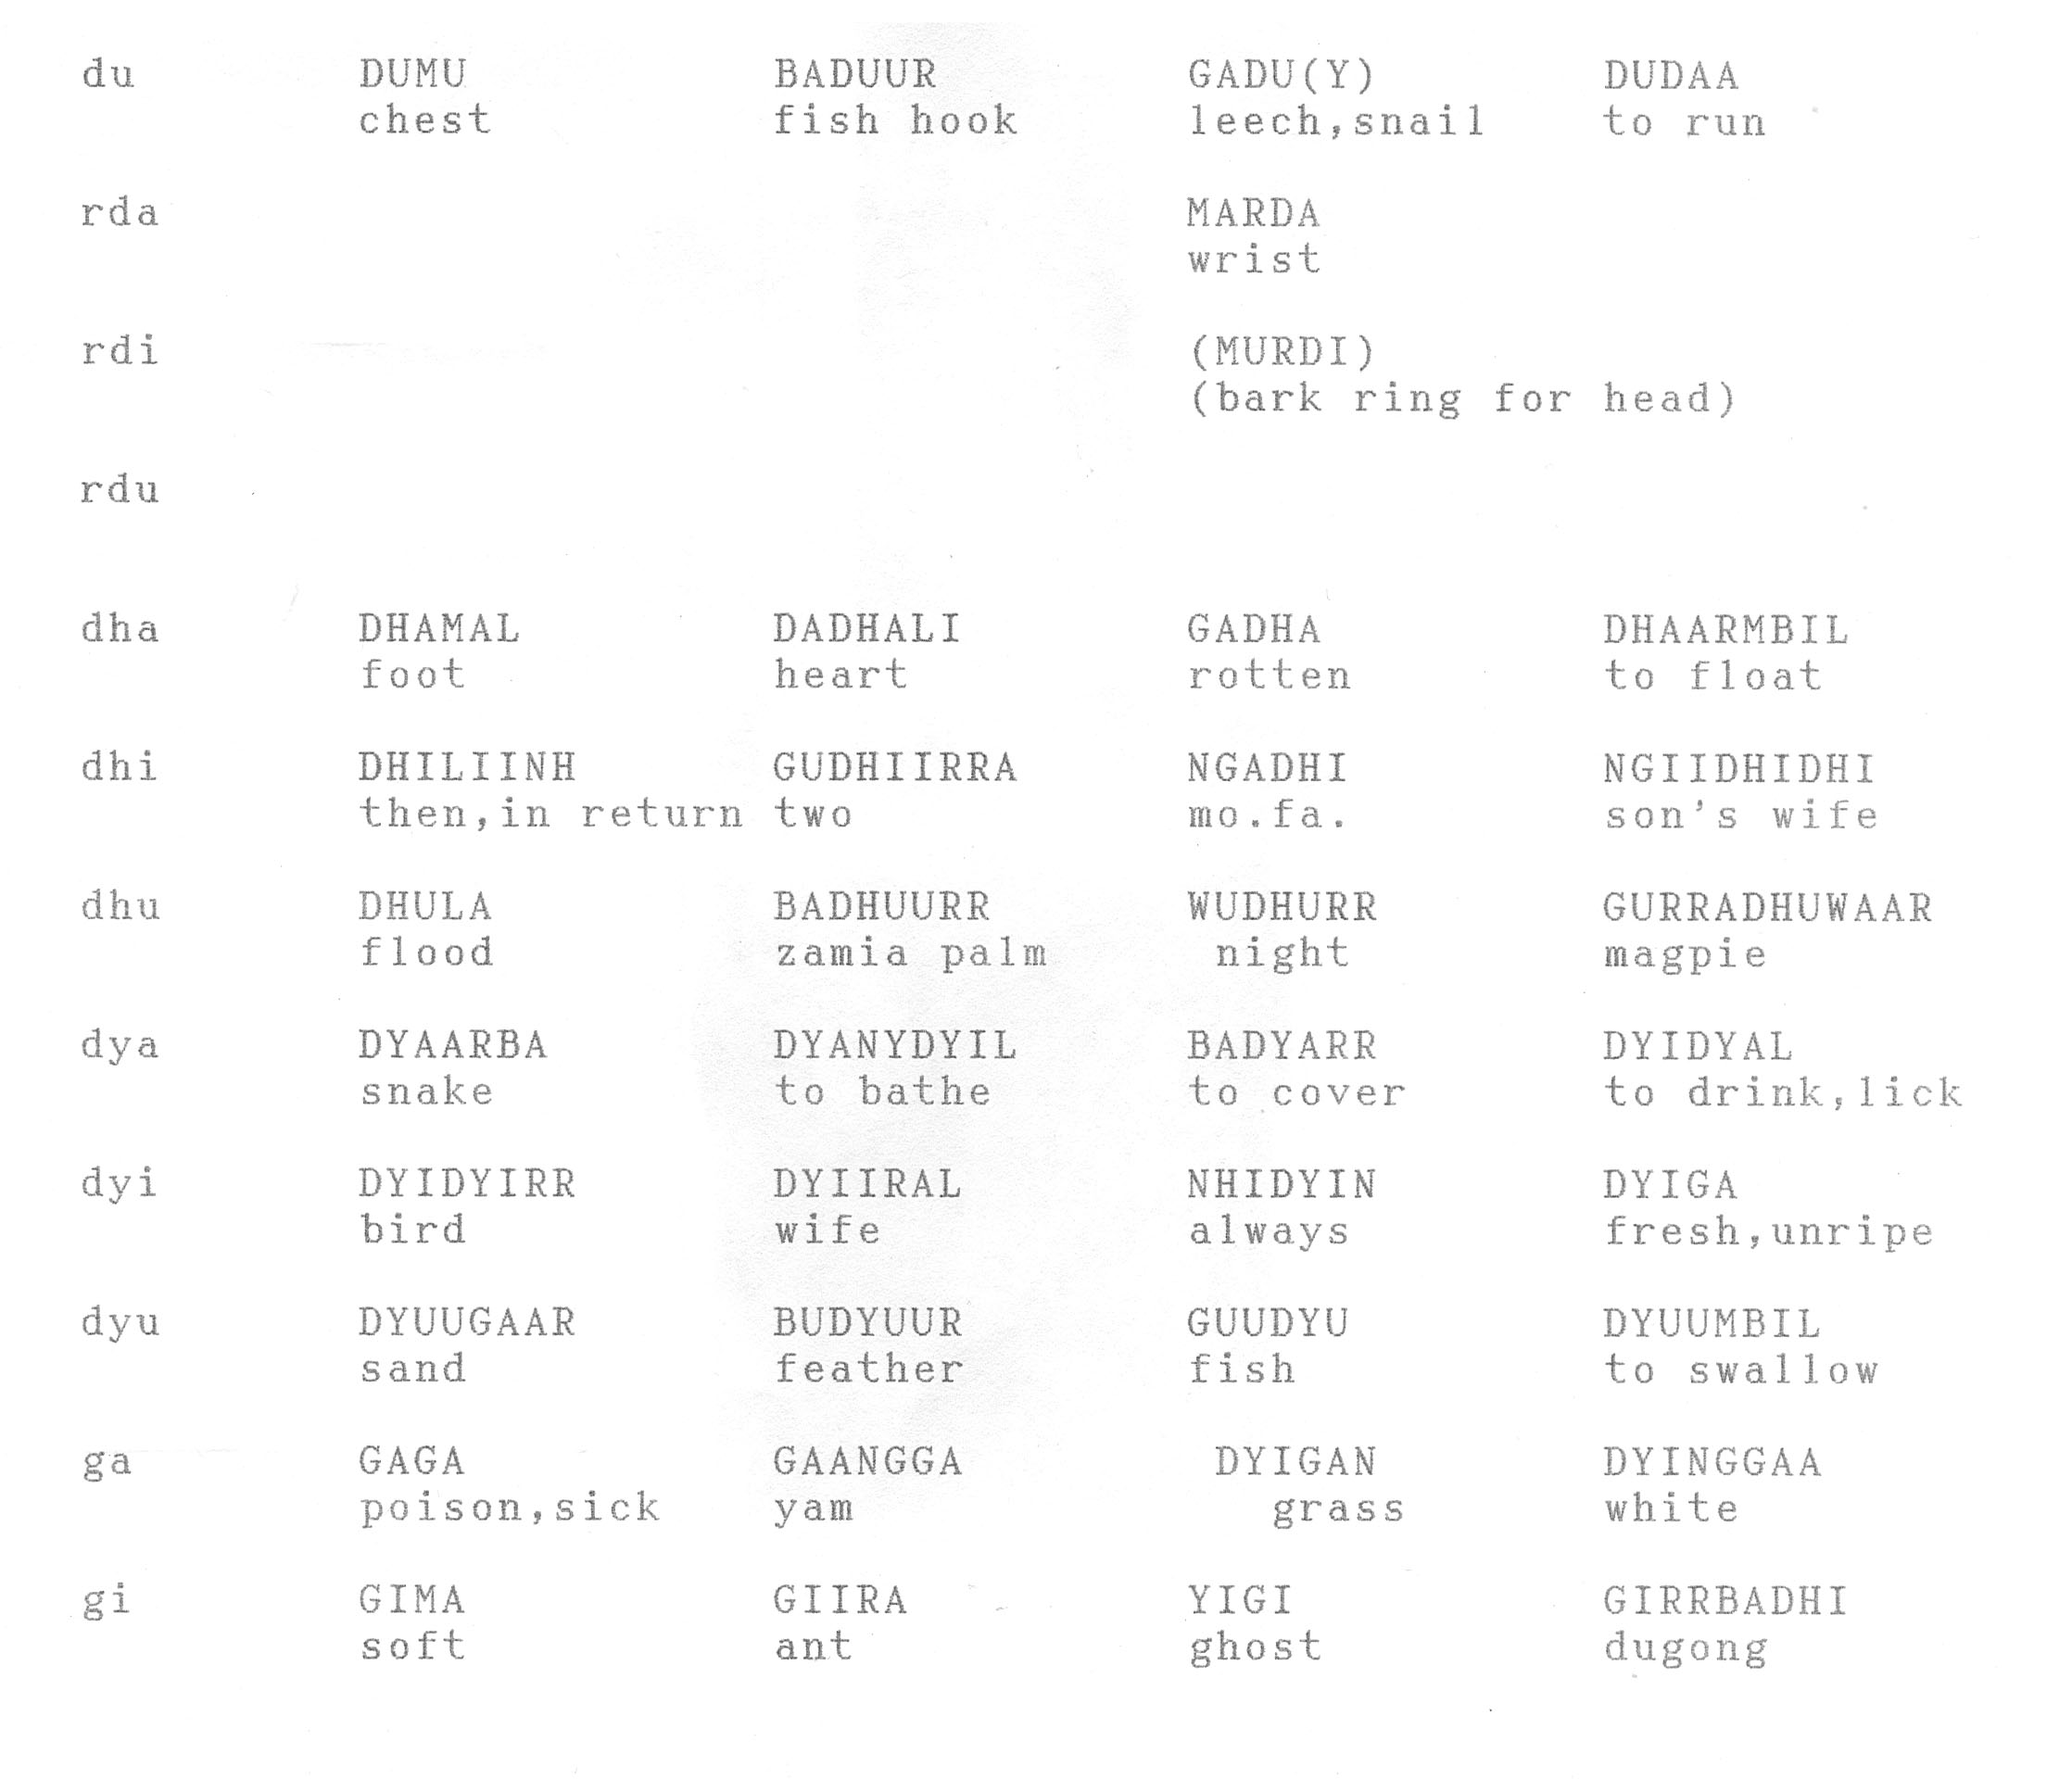 du DUMU BADUUR GADU(Y) DUDAA
chest fish hook leech,snail to run
rda MARDA
wrist
rdi (MURDI)
(bark ring for head)
rdu
dha DHAMAL DADHALI GADHA DHAARMBIL
foot heart rotten to float
dhi DHILIINH GUDHIIRRA NGADHI NGIIDHIDHI
then,in return two mo.fa. son's wife
dhu DHULA BADHUURR WUDHURR GURRADHUWAAR
flood zamia palm night magpie
dya DYAARBA DYANYDYIL BADYARR DYIDYAL
snake to bathe to cover to drink,lick
dyi DYIDYIRR DYIIRAL NHIDYIN DYIGA
bird wife always fresh,unripe
dyu DYUUGAAR BUDYUUR GUUDYU DYUUMBIL
sand feather fish to swallow
ga GAGA GAANGGA DYIGAN DYINGGAA
poison,sick yam grass white
gi GIMA GIIRA YIGI GIRRBADHI
soft ant ghost dugong